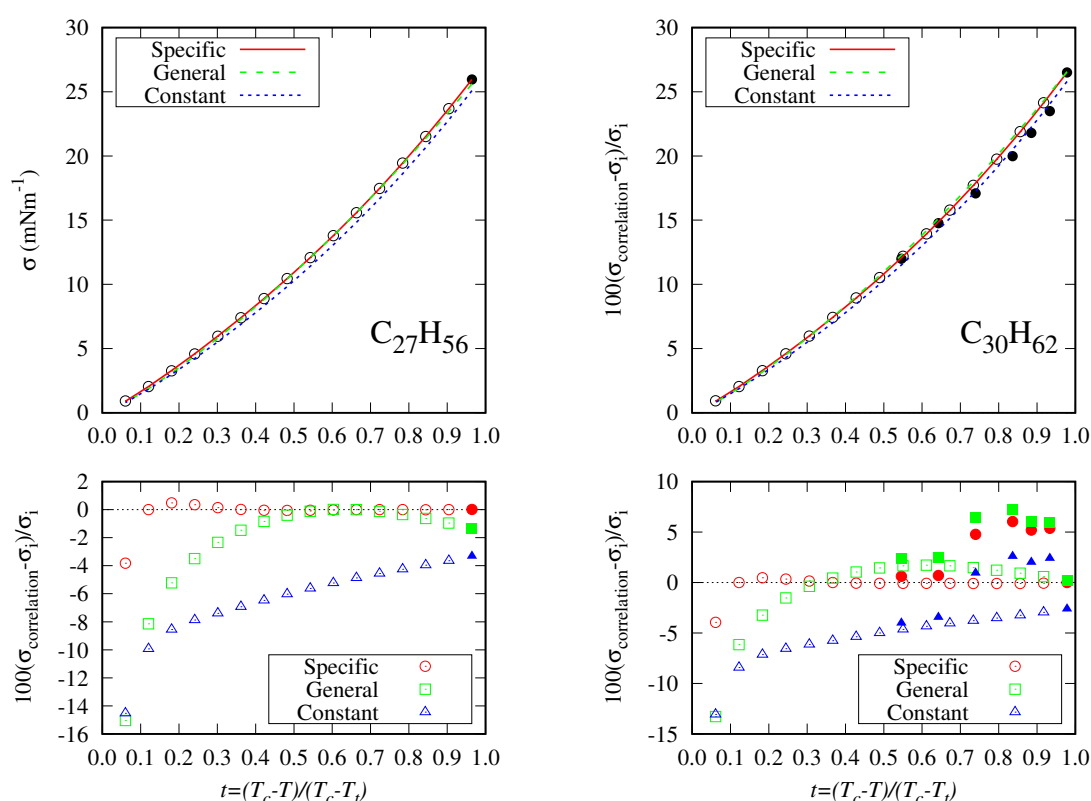 30
25
20
15
10
5
0
σ (mNm-1)
Specific
General
Constant
C27H56
0.0 0.1 0.2 0.3 0.4 0.5 0.6 0.7 0.8 0.9 1.0
30
25
20
15
10
5
0
100(σcorrelation-σi)/σi
Specific
General
Constant
C30H62
0.0 0.1 0.2 0.3 0.4 0.5 0.6 0.7 0.8 0.9 1.0
2
0
-2
-4
-6
-8
-10
-12
-14
-16
100(σcorrelation-σi)/σi
Specific
General
Constant
0.0 0.1 0.2 0.3 0.4 0.5 0.6 0.7 0.8 0.9 1.0
t=(Tc-T)/(Tc-Tt)
10
5
0
-5
-10
-15
100(σcorrelation-σi)/σi
Specific
General
Constant
0.0 0.1 0.2 0.3 0.4 0.5 0.6 0.7 0.8 0.9 1.0
t=(Tc-T)/(Tc-Tt)